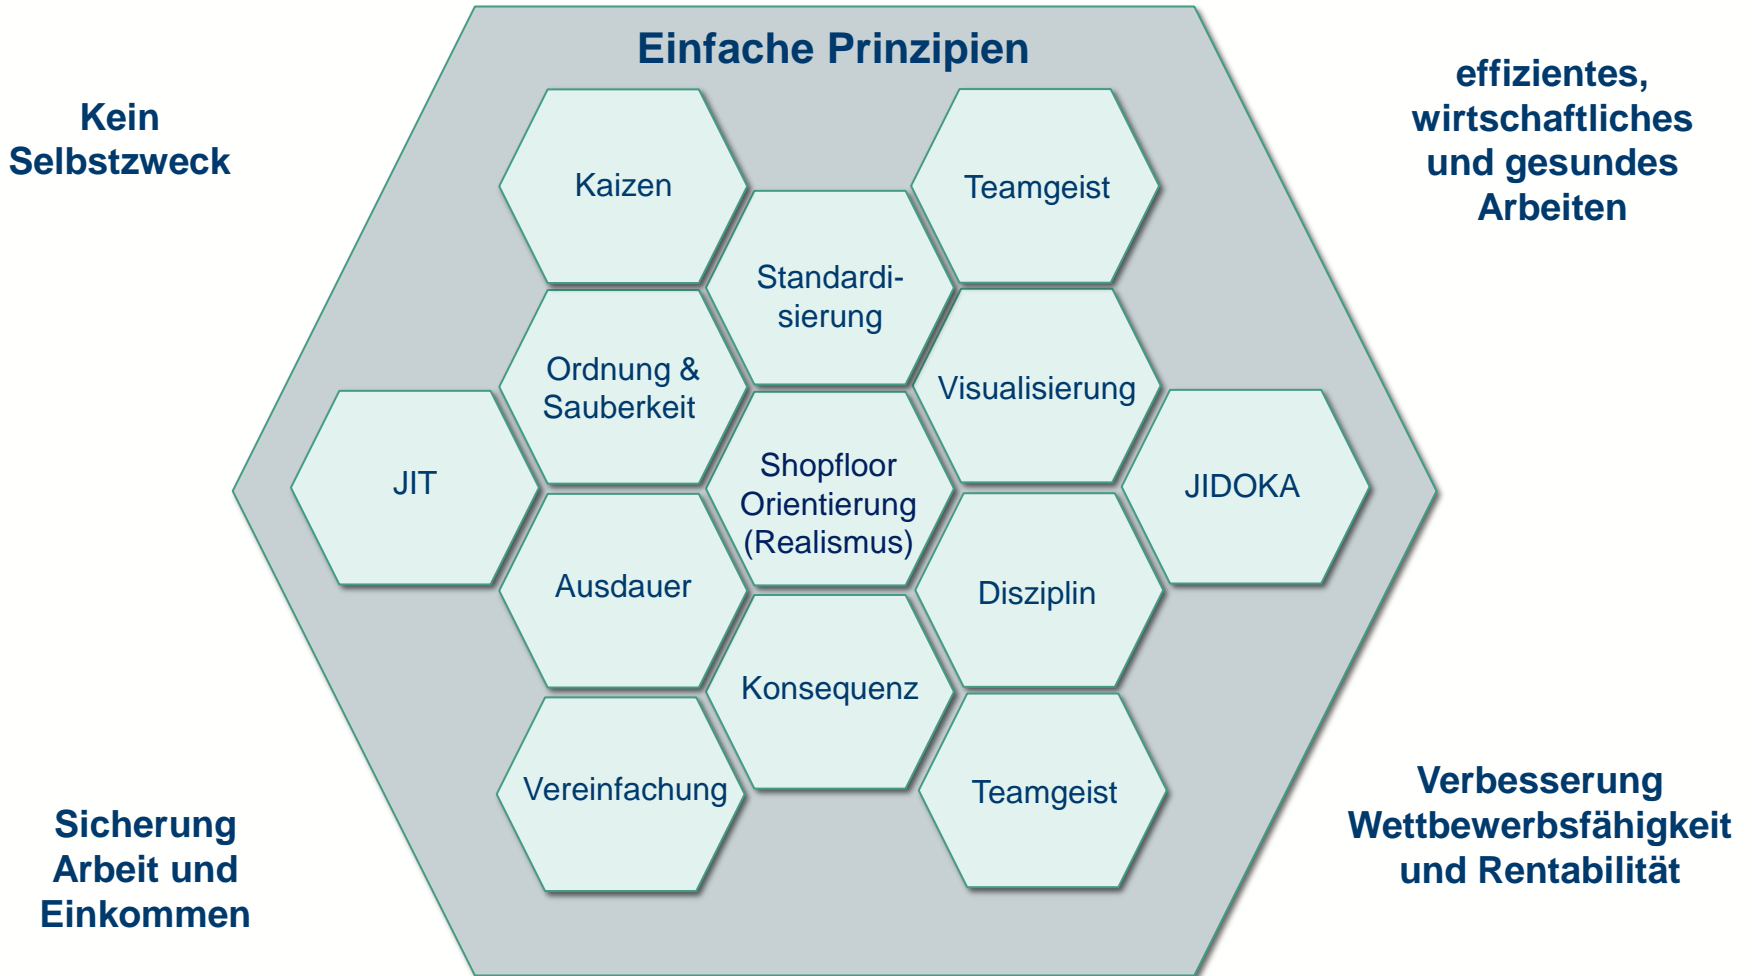 Einfache Prinzipien
Kein
Selbstzweck
effizientes,
wirtschaftliches
und gesundes
Arbeiten
Kaizen
Teamgeist
Standardi-
sierung
Ordnung &
Sauberkeit
Visualisierung
JIT
Shopfloor
Orientierung
(Realismus)
JIDOKA
Ausdauer
Disziplin
Konsequenz
Vereinfachung
Teamgeist
Sicherung
Arbeit und
Einkommen
Verbesserung
Wettbewerbsfähigkeit
und Rentabilität